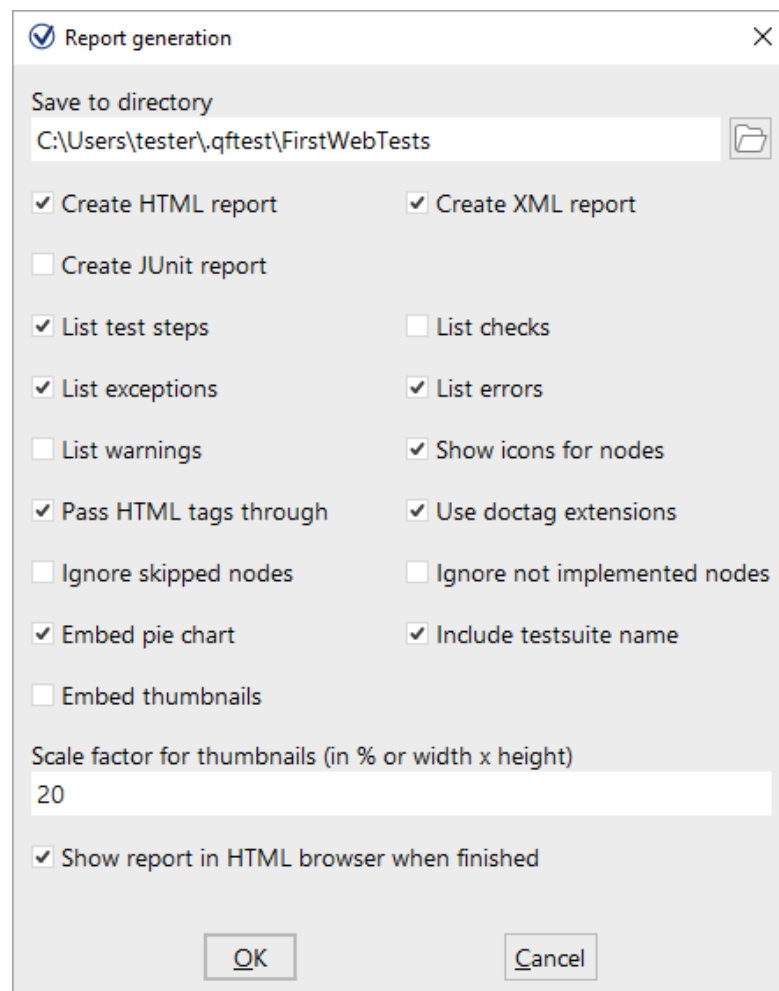 Report generation
Save to directory
C:\Users\tester\.qftest\FirstWebTests
Create HTML report Create XML report
Create JUnit report
List test steps List checks
List exceptions List errors
List warnings Show icons for nodes
Pass HTML tags through Use doctag extensions
Ignore skipped nodes Ignore not implemented nodes
Embed pie chart Include testsuite name
Embed thumbnails
Scale factor for thumbnails (in % or width x height)
20
Show report in HTML browser when finished
OK Cancel